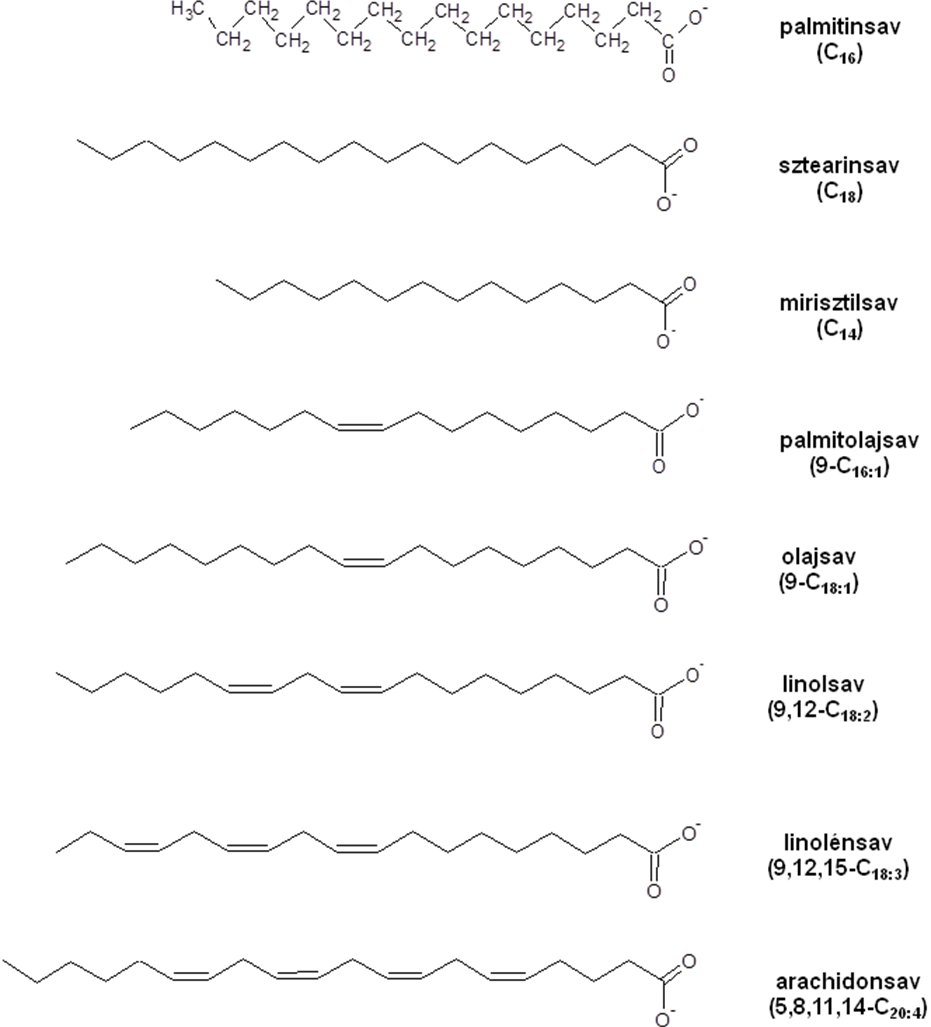 H₃C CH₂ CH₂ CH₂ CH₂ CH₂ CH₂ CH₂ O⁻
CH₂ CH₂ CH₂ CH₂ CH₂ CH₂ CH₂ C
O
palmitinsav
(C₁₆)
O
O⁻
sztearinsav
(C₁₈)
O
O⁻
mirisztilsav
(C₁₄)
O⁻
O
palmitolajsav
(9-C₁₆:₁)
O⁻
O
olajsav
(9-C₁₈:₁)
O⁻
O
linolsav
(9,12-C₁₈:₂)
O⁻
O
linolénsav
(9,12,15-C₁₈:₃)
O
O⁻
arachidonsav
(5,8,11,14-C₂₀:₄)